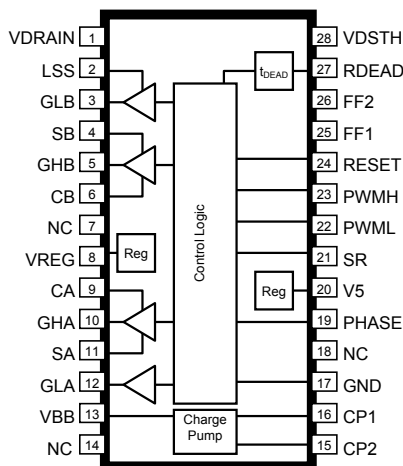 VDRAIN 1
LSS 2
GLB 3
SB 4
GHB 5
CB 6
NC 7
VREG 8
CA 9
GHA 10
SA 11
GLA 12
VBB 13
NC 14
tDEAD
Control Logic
Reg
Reg
Charge
Pump
28 VDSTH
27 RDEAD
26 FF2
25 FF1
24 RESET
23 PWMH
22 PWML
21 SR
20 V5
19 PHASE
18 NC
17 GND
16 CP1
15 CP2